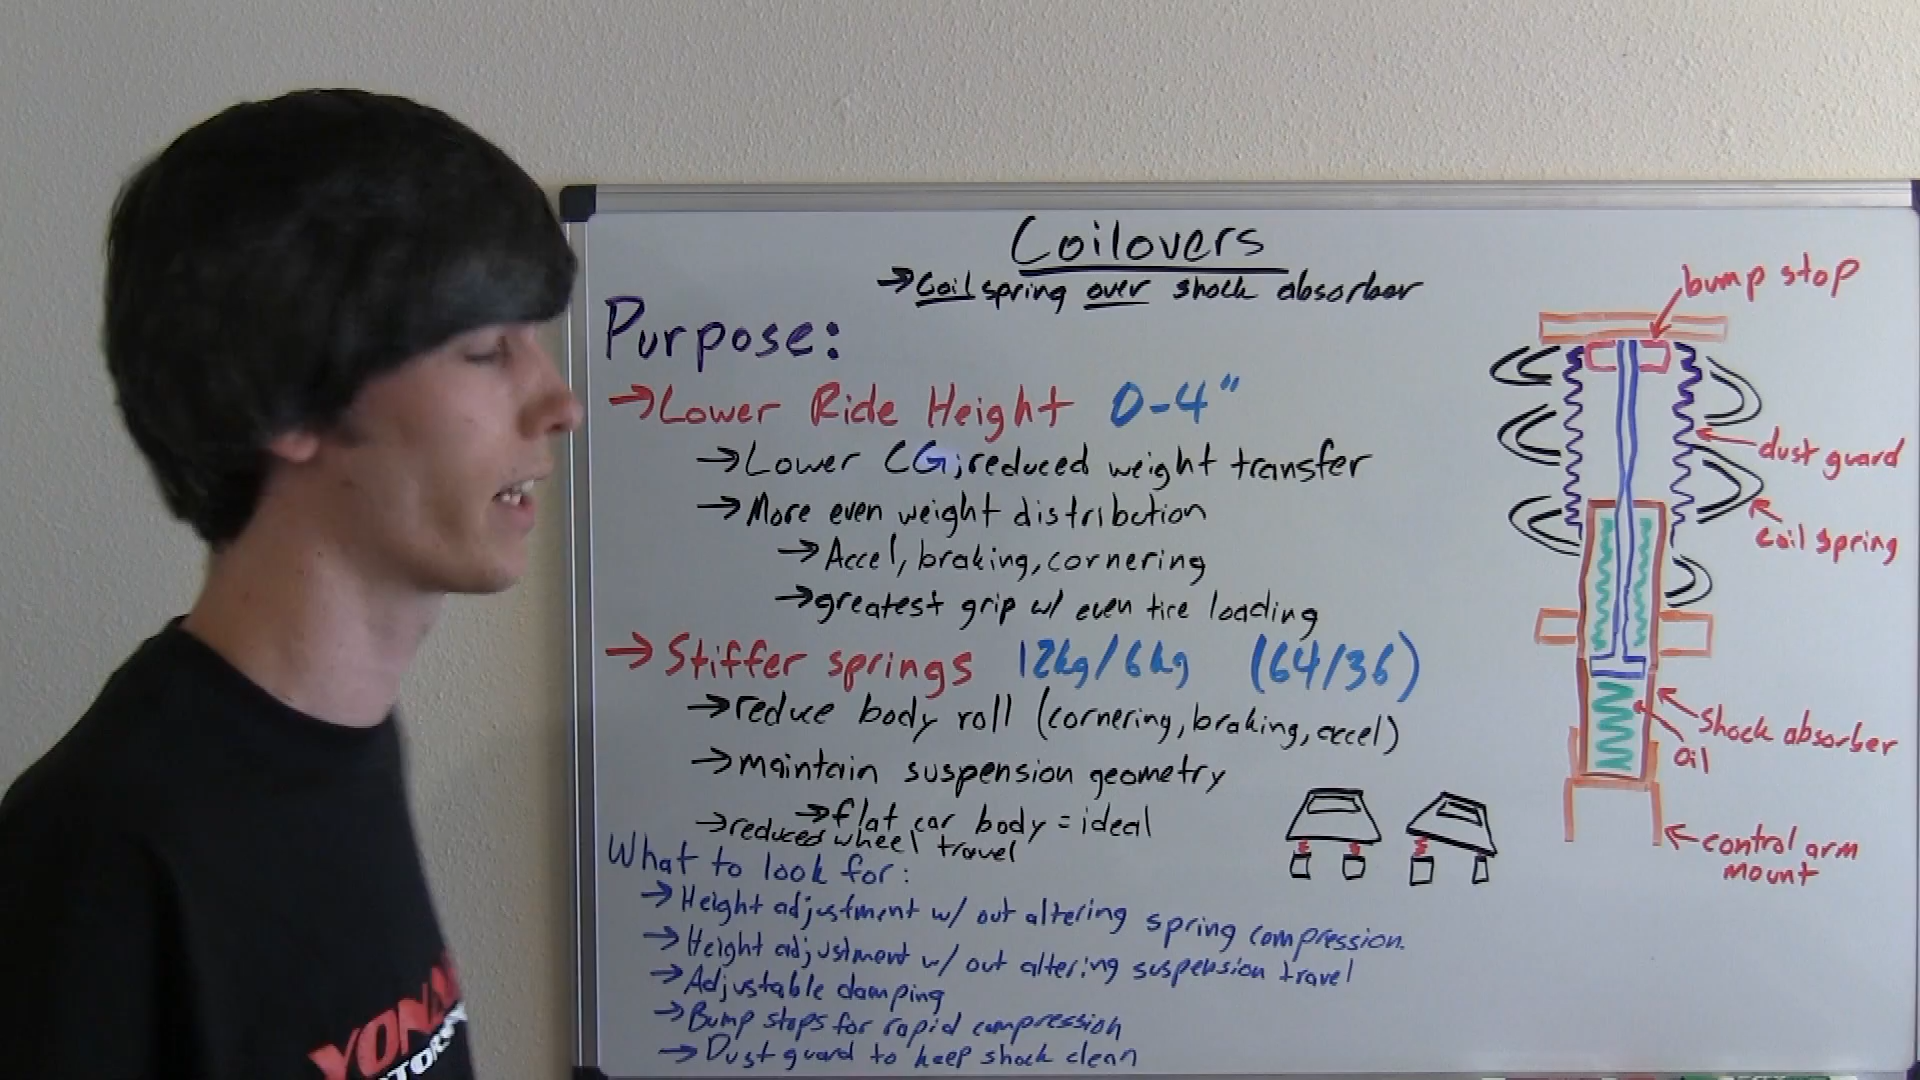 Coilovers
→Coil spring over shock absorber
Purpose:
→Lower Ride Height 0-4"
→Lower CG; reduced weight transfer
→More even weight distribution
→Accel, braking, cornering
→greatest grip w/ even tire loading
→Stiffer springs 12kg/6kg (64/36)
→reduce body roll (cornering, braking, accel)
→maintain suspension geometry
→flat car body = ideal
→reduced wheel travel
What to look for:
→Height adjustment w/ out altering spring compression.
→Height adjustment w/ out altering suspension travel
→Adjustable damping
→Bump stops for rapid compression
→Dust guard to keep shock clean
bump stop
dust guard
coil spring
shock absorber
oil
control arm
mount